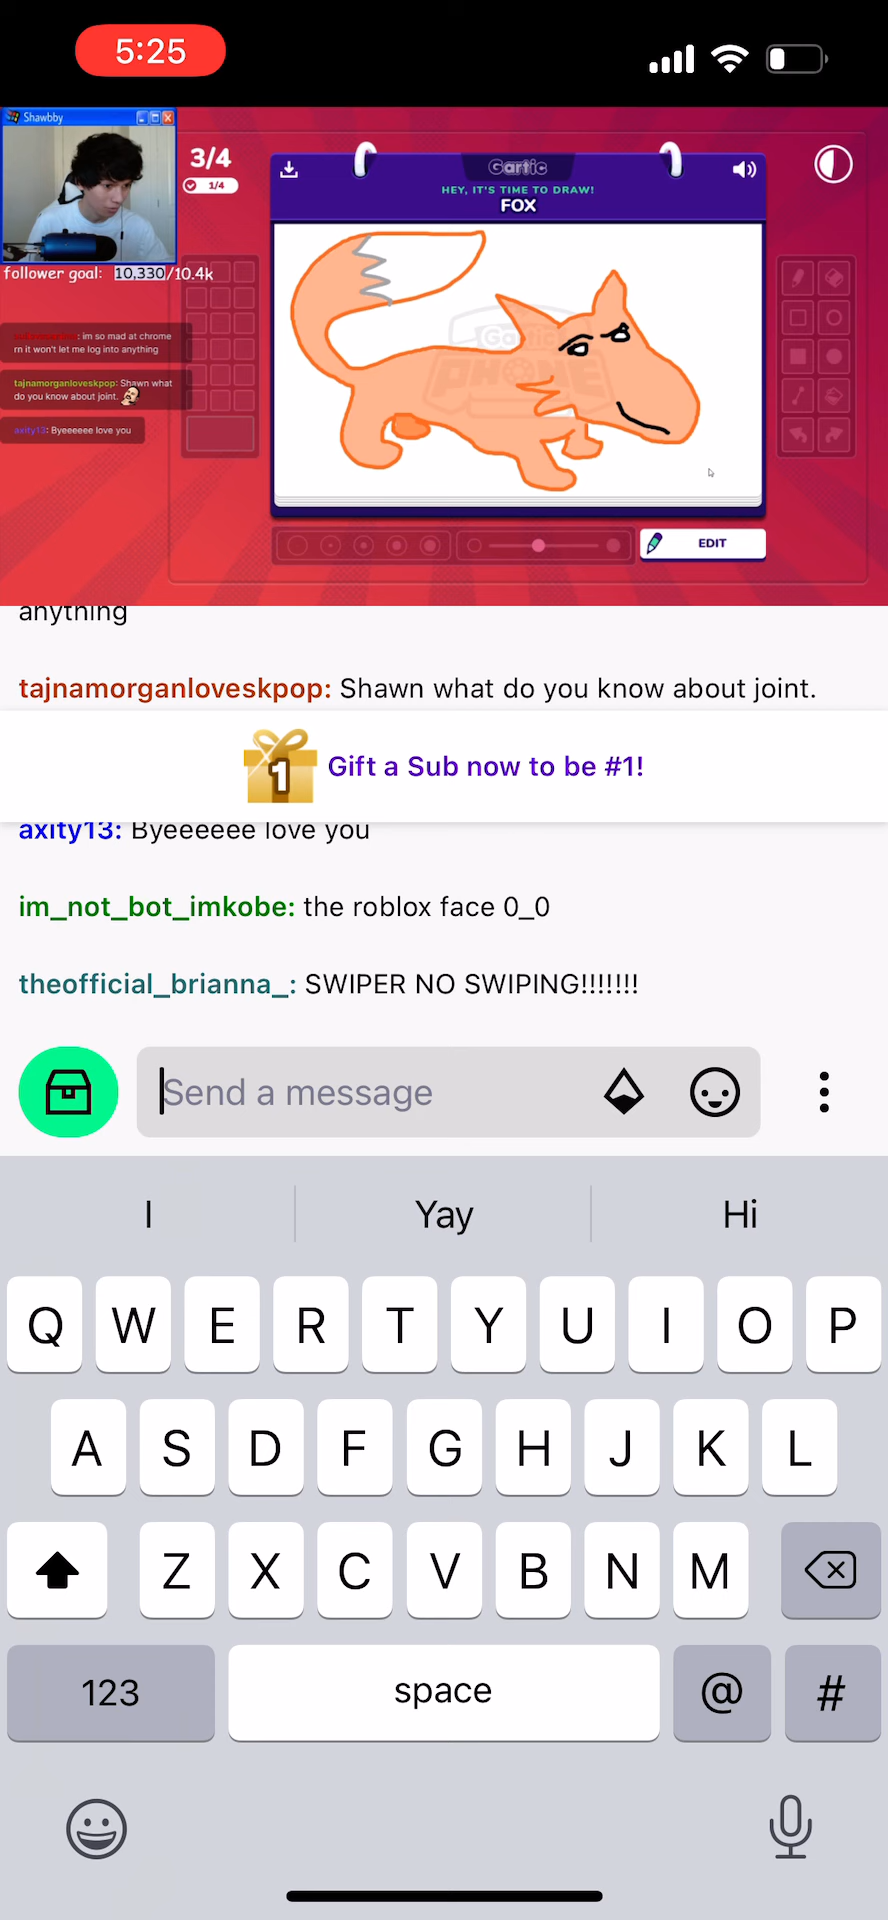 5:25
Shawbby
3/4
1/4
Gartic
HEY, IT'S TIME TO DRAW!
FOX
follower goal: 10,330/10.4k
: im so mad at chrome
rn it won't let me log into anything
tajnamorganloveskpop: Shawn what
do you know about joint.
axity13: Byeeeeee love you
Gartic
PHONE
EDIT
anything
tajnamorganloveskpop: Shawn what do you know about joint.
1
Gift a Sub now to be #1!
axity13: Byeeeeee love you
im_not_bot_imkobe: the roblox face 0_0
theofficial_brianna_: SWIPER NO SWIPING!!!!!!!
Send a message
I Yay Hi
Q W E R T Y U I O P
A S D F G H J K L
Z X C V B N M
123 space @ #